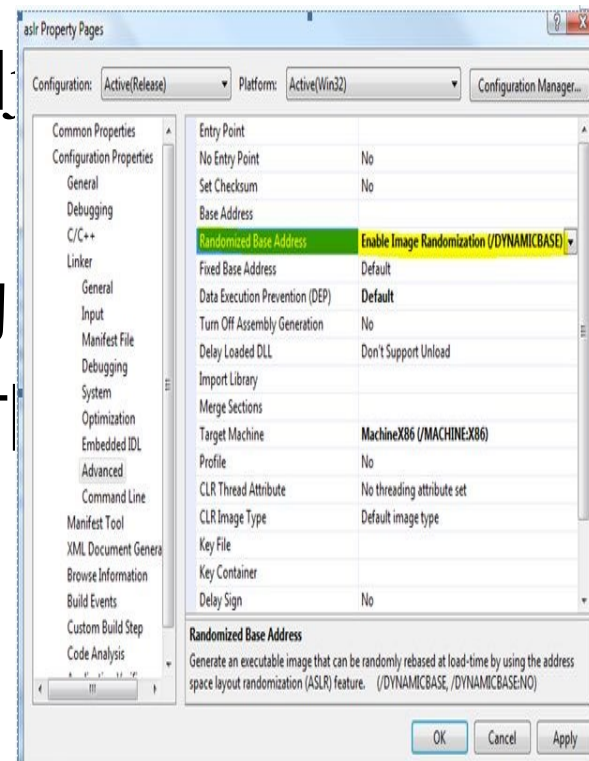 aslr Property Pages
Configuration: Active(Release) Platform: Active(Win32) Configuration Manager...
Common Properties
Configuration Properties
General
Debugging
C/C++
Linker
General
Input
Manifest File
Debugging
System
Optimization
Embedded IDL
Advanced
Command Line
Manifest Tool
XML Document Genera
Browse Information
Build Events
Custom Build Step
Code Analysis
Entry Point
No Entry Point No
Set Checksum No
Base Address
Randomized Base Address Enable Image Randomization (/DYNAMICBASE)
Fixed Base Address Default
Data Execution Prevention (DEP) Default
Turn Off Assembly Generation No
Delay Loaded DLL Don't Support Unload
Import Library
Merge Sections
Target Machine MachineX86 (/MACHINE:X86)
Profile No
CLR Thread Attribute No threading attribute set
CLR Image Type Default image type
Key File
Key Container
Delay Sign No
Randomized Base Address
Generate an executable image that can be randomly rebased at load-time by using the address
space layout randomization (ASLR) feature. (/DYNAMICBASE, /DYNAMICBASE:NO)
OK Cancel Apply